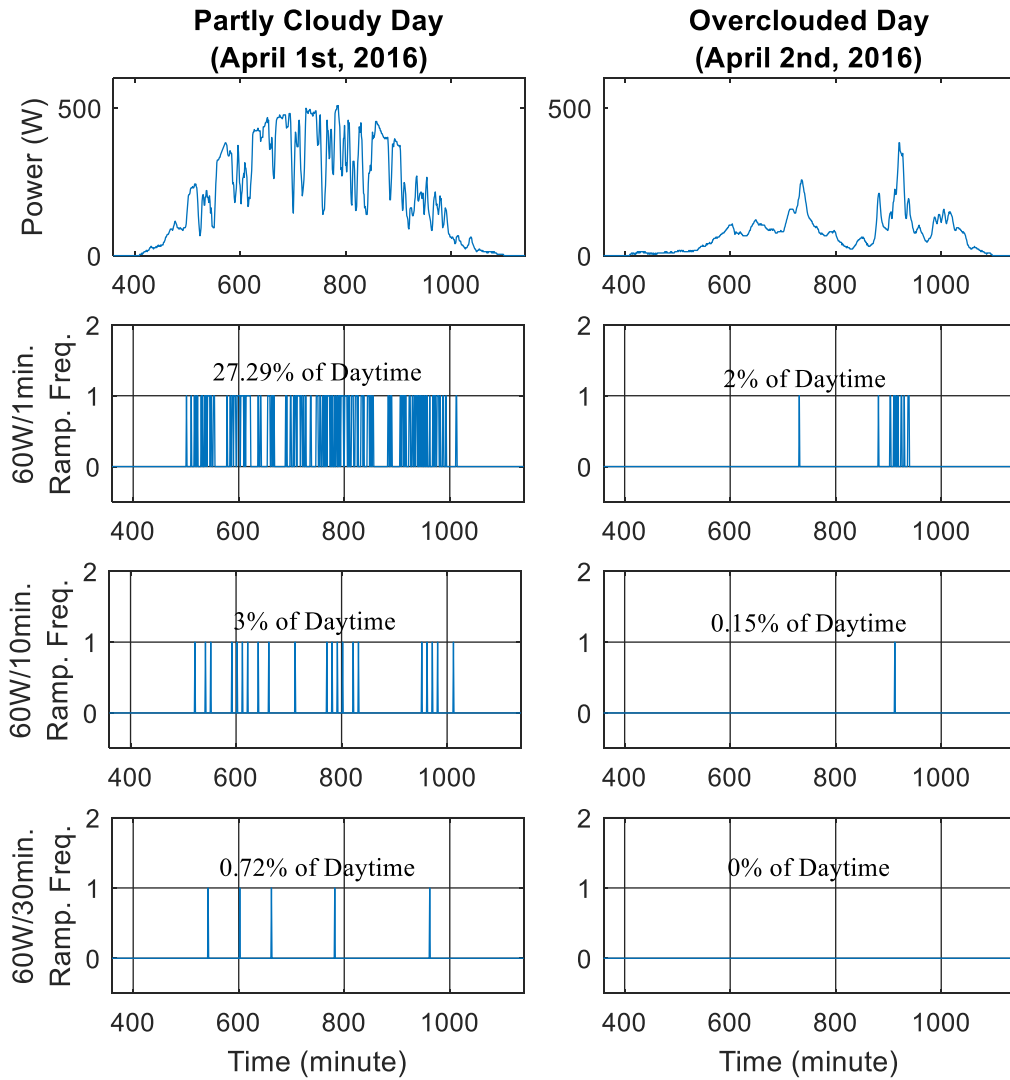 Partly Cloudy Day
(April 1st, 2016)
Overclouded Day
(April 2nd, 2016)
Power (W)
500
0
400 600 800 1000
500
0
400 600 800 1000
60W/1min.
Ramp. Freq.
2
1
0
27.29% of Daytime
400 600 800 1000
2
1
0
2% of Daytime
400 600 800 1000
60W/10min.
Ramp. Freq.
2
1
0
3% of Daytime
400 600 800 1000
2
1
0
0.15% of Daytime
400 600 800 1000
60W/30min.
Ramp. Freq.
2
1
0
0.72% of Daytime
400 600 800 1000
Time (minute)
2
1
0
0% of Daytime
400 600 800 1000
Time (minute)